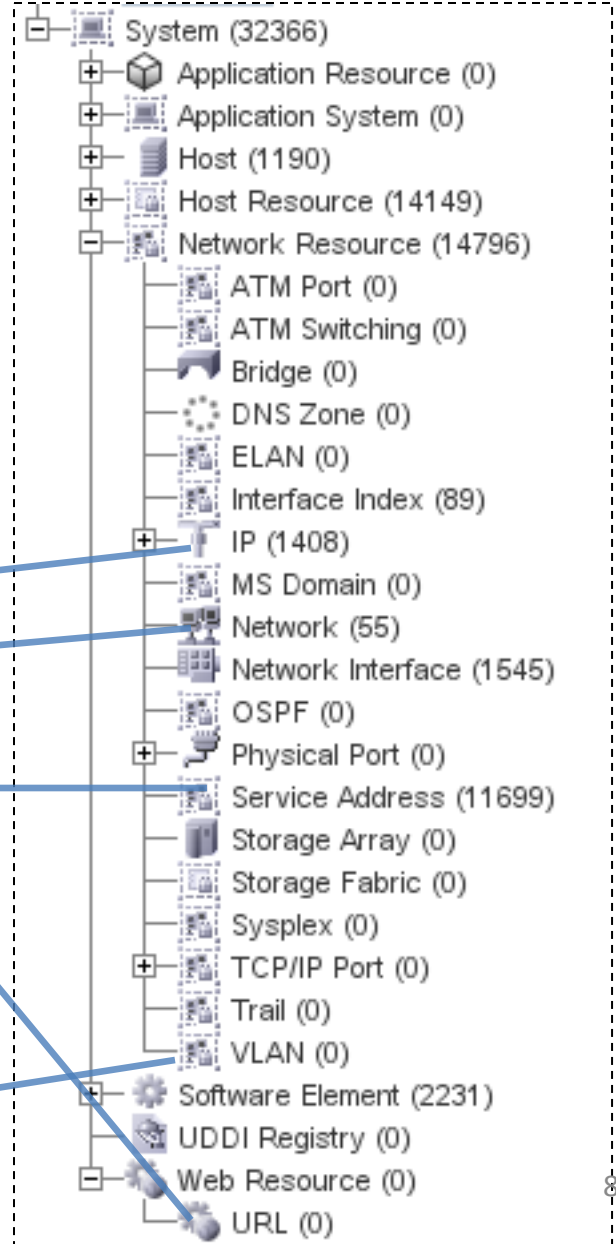 System (32366)
Application Resource (0)
Application System (0)
Host (1190)
Host Resource (14149)
Network Resource (14796)
ATM Port (0)
ATM Switching (0)
Bridge (0)
DNS Zone (0)
ELAN (0)
Interface Index (89)
IP (1408)
MS Domain (0)
Network (55)
Network Interface (1545)
OSPF (0)
Physical Port (0)
Service Address (11699)
Storage Array (0)
Storage Fabric (0)
Sysplex (0)
TCP/IP Port (0)
Trail (0)
VLAN (0)
Software Element (2231)
UDDI Registry (0)
Web Resource (0)
8
URL (0)